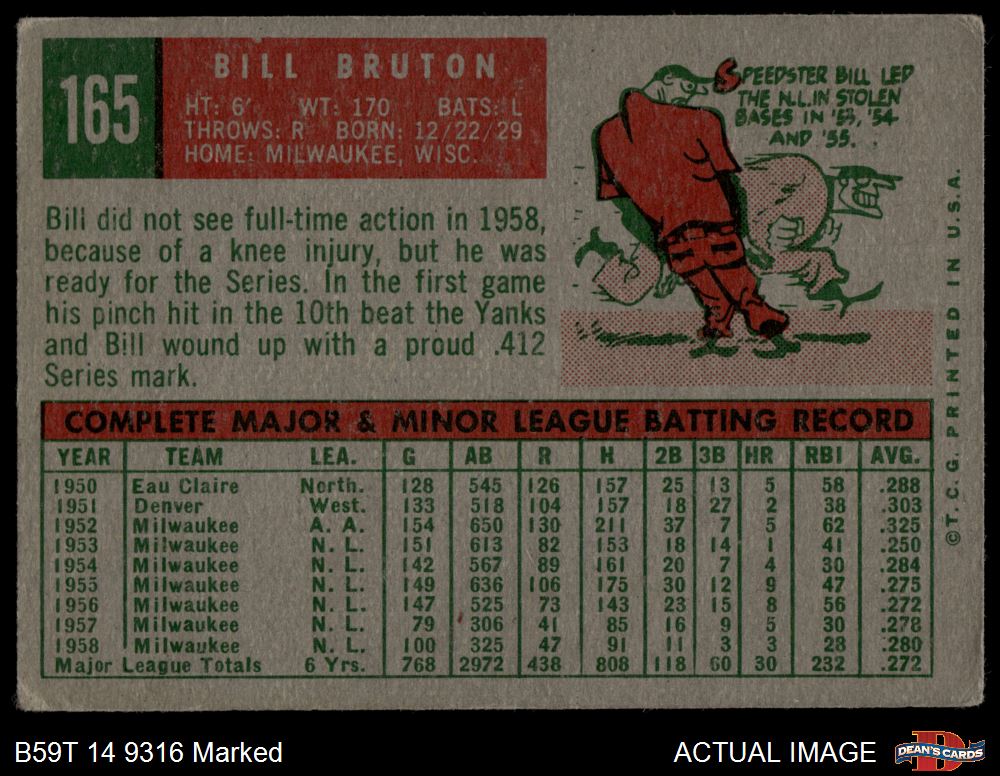 165
BILL BRUTON
HT: 6' WT: 170 BATS: L
THROWS: R BORN: 12/22/29
HOME: MILWAUKEE, WISC.
SPEEDSTER BILL LED
THE N.L. IN STOLEN
BASES IN '53, '54
AND '55.
Bill did not see full-time action in 1958,
because of a knee injury, but he was
ready for the Series. In the first game
his pinch hit in the 10th beat the Yanks
and Bill wound up with a proud .412
Series mark.
COMPLETE MAJOR & MINOR LEAGUE BATTING RECORD
YEAR TEAM LEA. G AB R H 2B 3B HR RBI AVG.
1950 Eau Claire North. 128 545 126 157 25 13 5 58 .288
1951 Denver West. 133 518 104 157 18 27 2 38 .303
1952 Milwaukee A. A. 154 650 130 211 37 7 5 62 .325
1953 Milwaukee N. L. 151 613 82 153 18 14 1 41 .250
1954 Milwaukee N. L. 142 567 89 161 20 7 4 30 .284
1955 Milwaukee N. L. 149 636 106 175 30 12 9 47 .275
1956 Milwaukee N. L. 147 525 73 143 23 15 8 56 .272
1957 Milwaukee N. L. 79 306 41 85 16 9 5 30 .278
1958 Milwaukee N. L. 100 325 47 91 11 3 3 28 .280
Major League Totals 6 Yrs. 768 2972 438 808 118 60 30 232 .272
©T. C. G. PRINTED IN U.S.A.
B59T 14 9316 Marked
ACTUAL IMAGE
D
DEAN'S CARDS